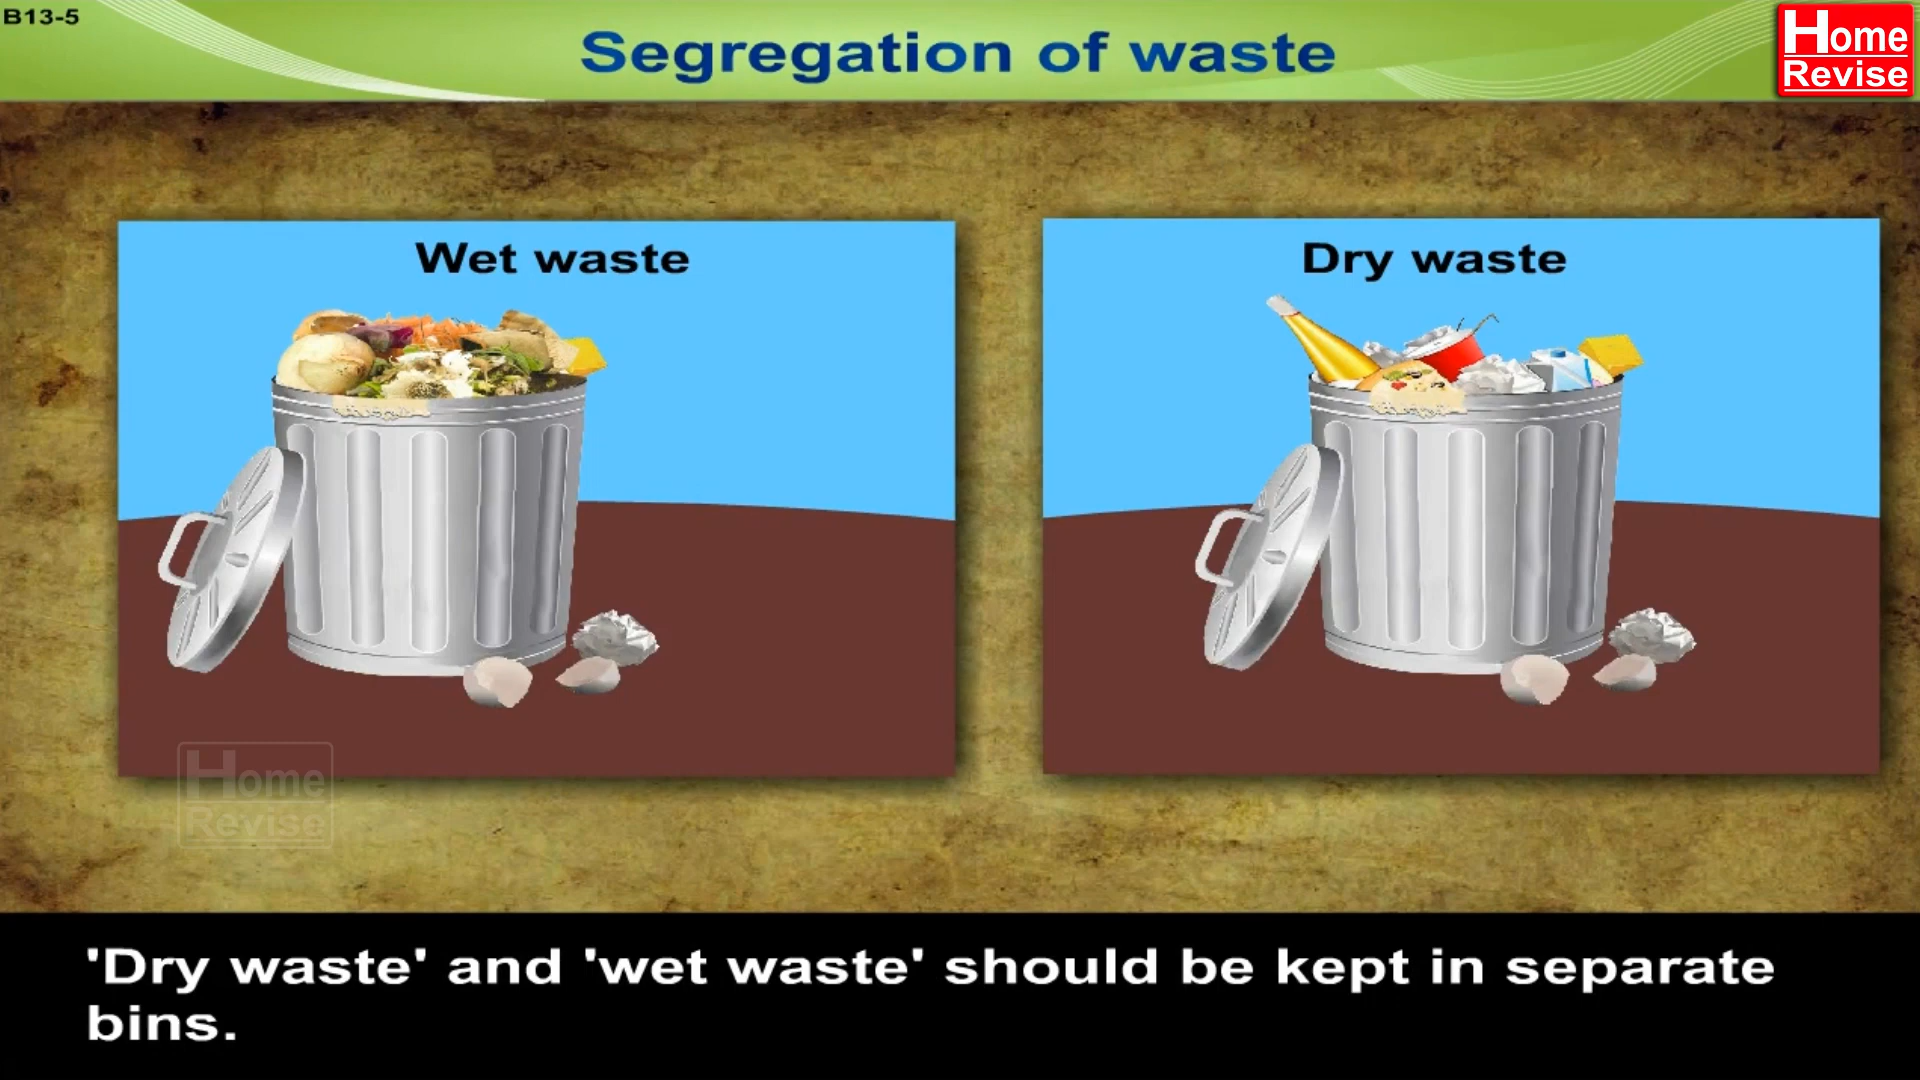 B13-5
Segregation of waste
Home
Revise
Wet waste
Dry waste
Home
Revise
'Dry waste' and 'wet waste' should be kept in separate
bins.